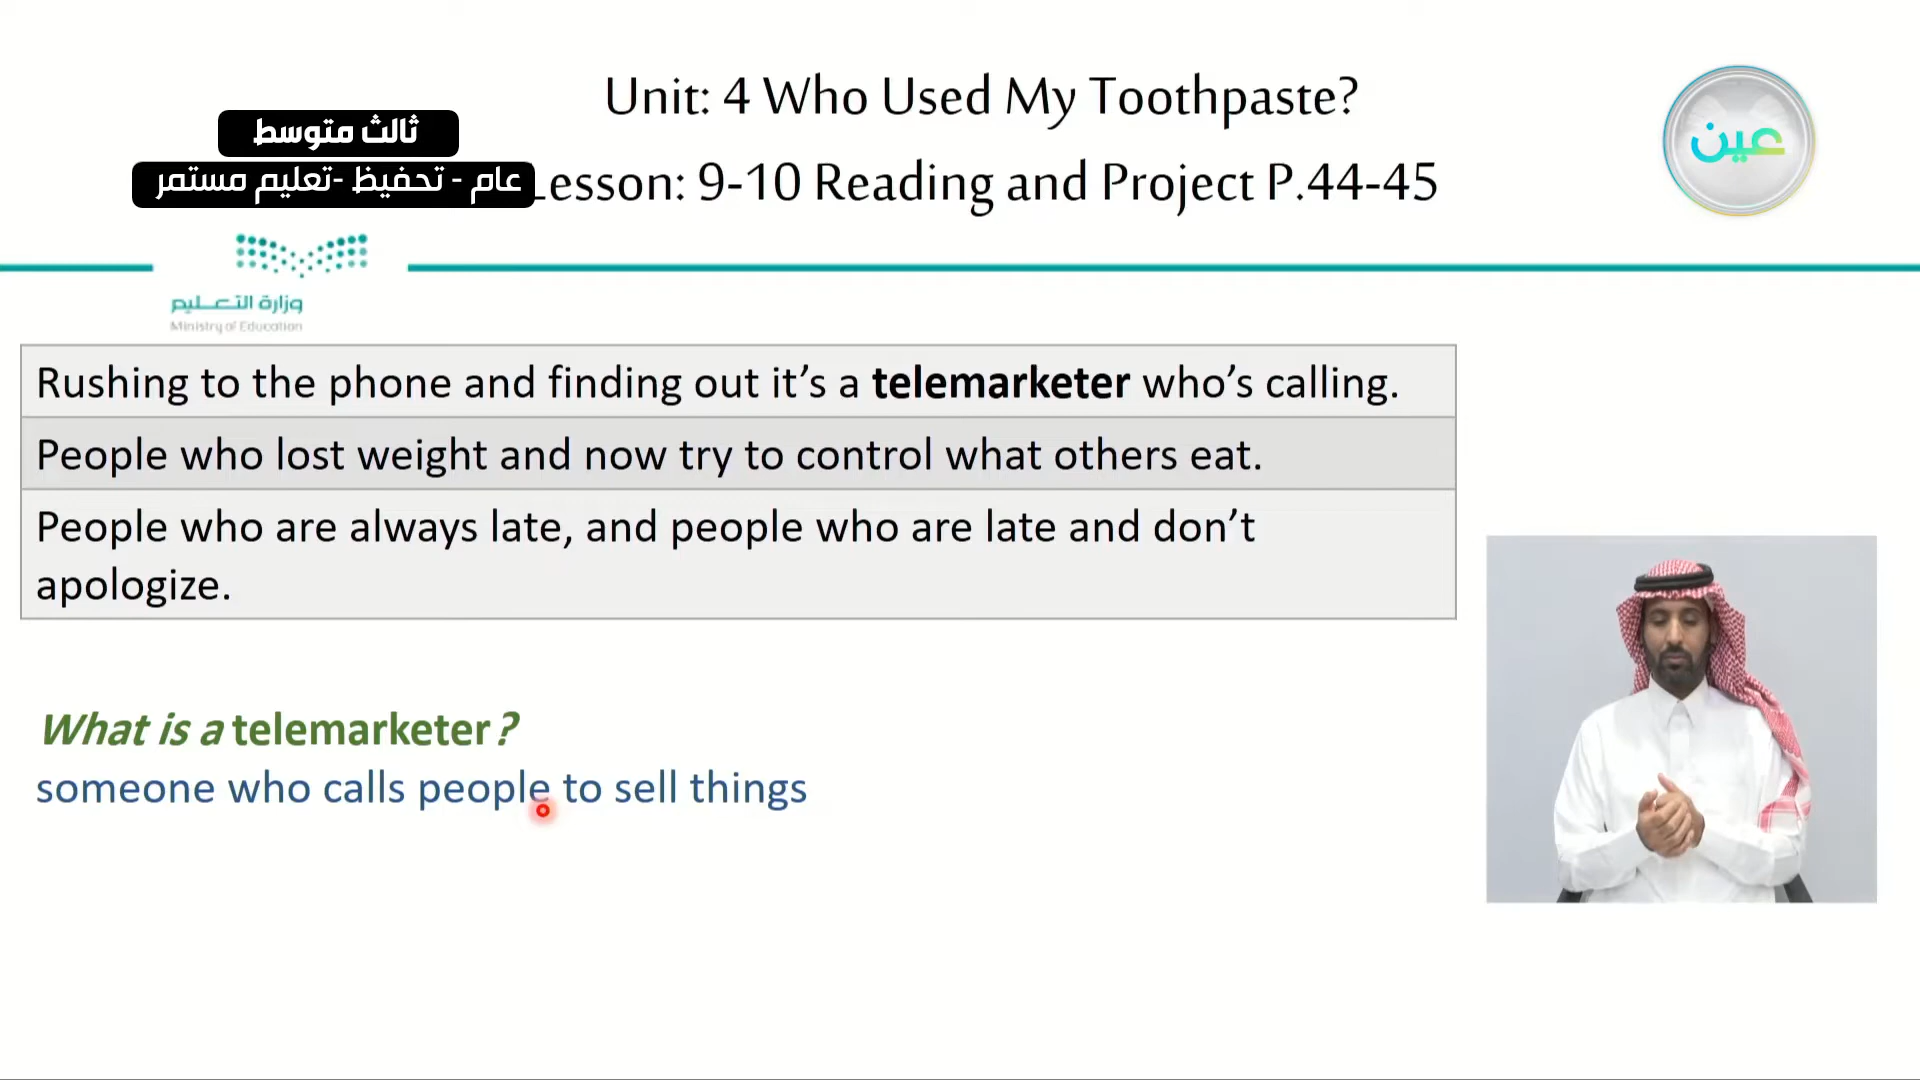 Unit: 4 Who Used My Toothpaste?
ثالث متوسط
عام - تحفيظ -تعليم مستمر
Lesson: 9-10 Reading and Project P.44-45
عين
وزارة التعليم
Ministry of Education
Rushing to the phone and finding out it’s a telemarketer who’s calling.
People who lost weight and now try to control what others eat.
People who are always late, and people who are late and don’t
apologize.
What is a telemarketer?
someone who calls people to sell things